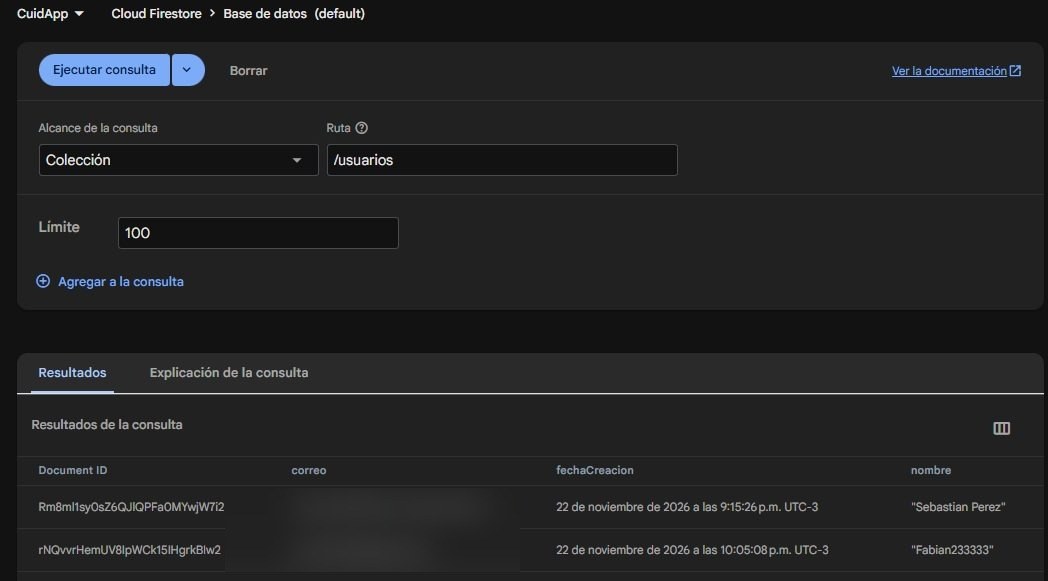 CuidApp Cloud Firestore > Base de datos (default)
Ejecutar consulta Borrar Ver la documentación
Alcance de la consulta Ruta
Colección /usuarios
Límite 100
Agregar a la consulta
Resultados Explicación de la consulta
Resultados de la consulta
Document ID correo fechaCreacion nombre
Rm8ml1sy0sZ6QJlQPFa0MYwjW7i2 22 de noviembre de 2026 a las 9:15:26 p.m. UTC-3 "Sebastian Perez"
rNQvvrHemUV8IpWCk15IHgrkBlw2 22 de noviembre de 2026 a las 10:05:08 p.m. UTC-3 "Fabian233333"